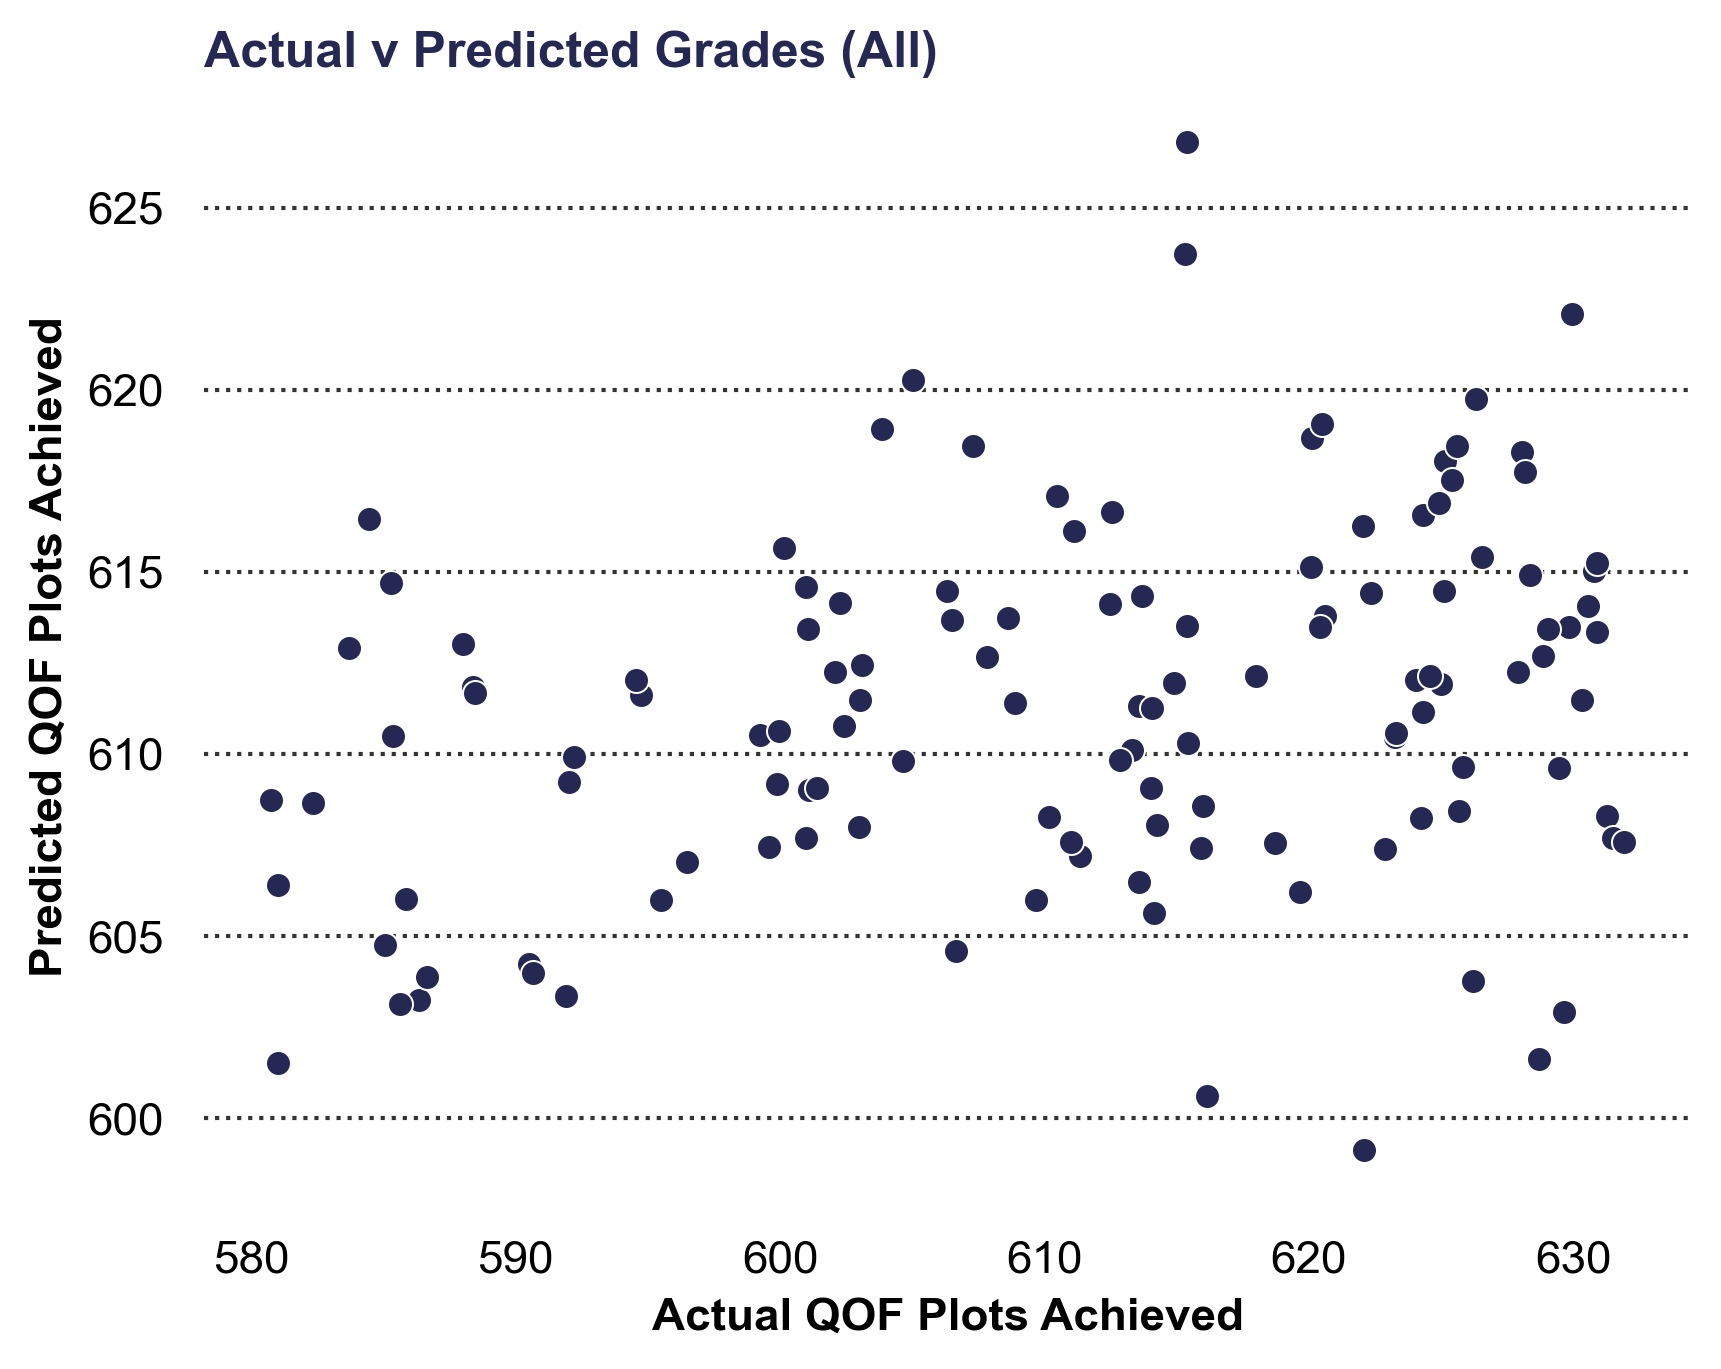 Actual v Predicted Grades (All)
Predicted QOF Plots Achieved
625
620
615
610
605
600
580 590 600 610 620 630
Actual QOF Plots Achieved